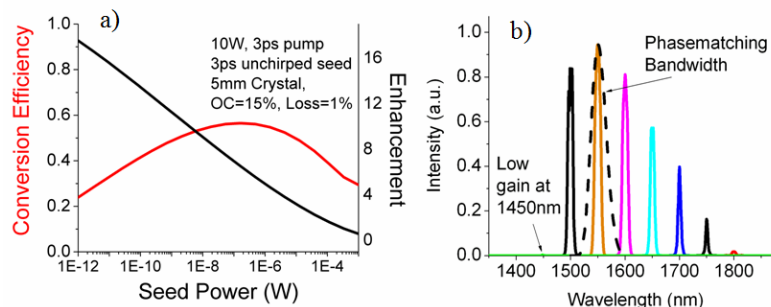 a)
Conversion Efficiency
1.0
0.8
0.6
0.4
0.2
0.0
10W, 3ps pump
3ps unchirped seed
5mm Crystal,
OC=15%, Loss=1%
16
12
8
4
0
Enhancement
1E-12 1E-10 1E-8 1E-6 1E-4
Seed Power (W)
b)
Intensity (a.u.)
1.0
0.8
0.6
0.4
0.2
0.0
Phasematching
Bandwidth
Low
gain at
1450nm
1400 1500 1600 1700 1800
Wavelength (nm)